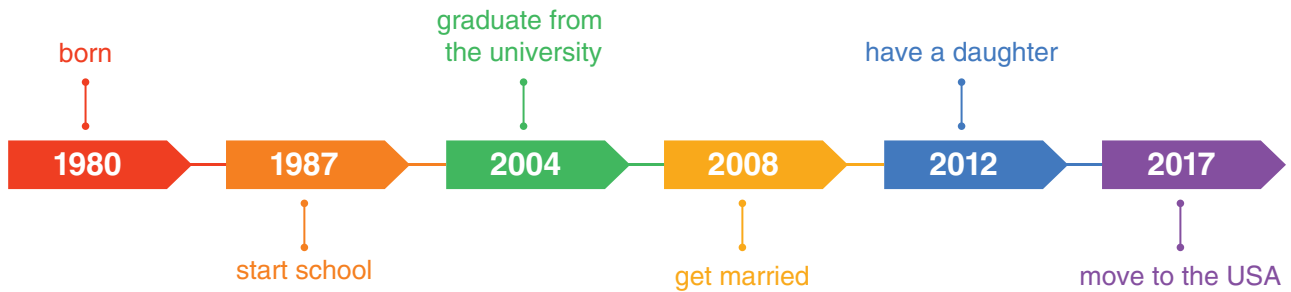 born
1980
1987
start school
graduate from
the university
2004
2008
get married
have a daughter
2012
2017
move to the USA